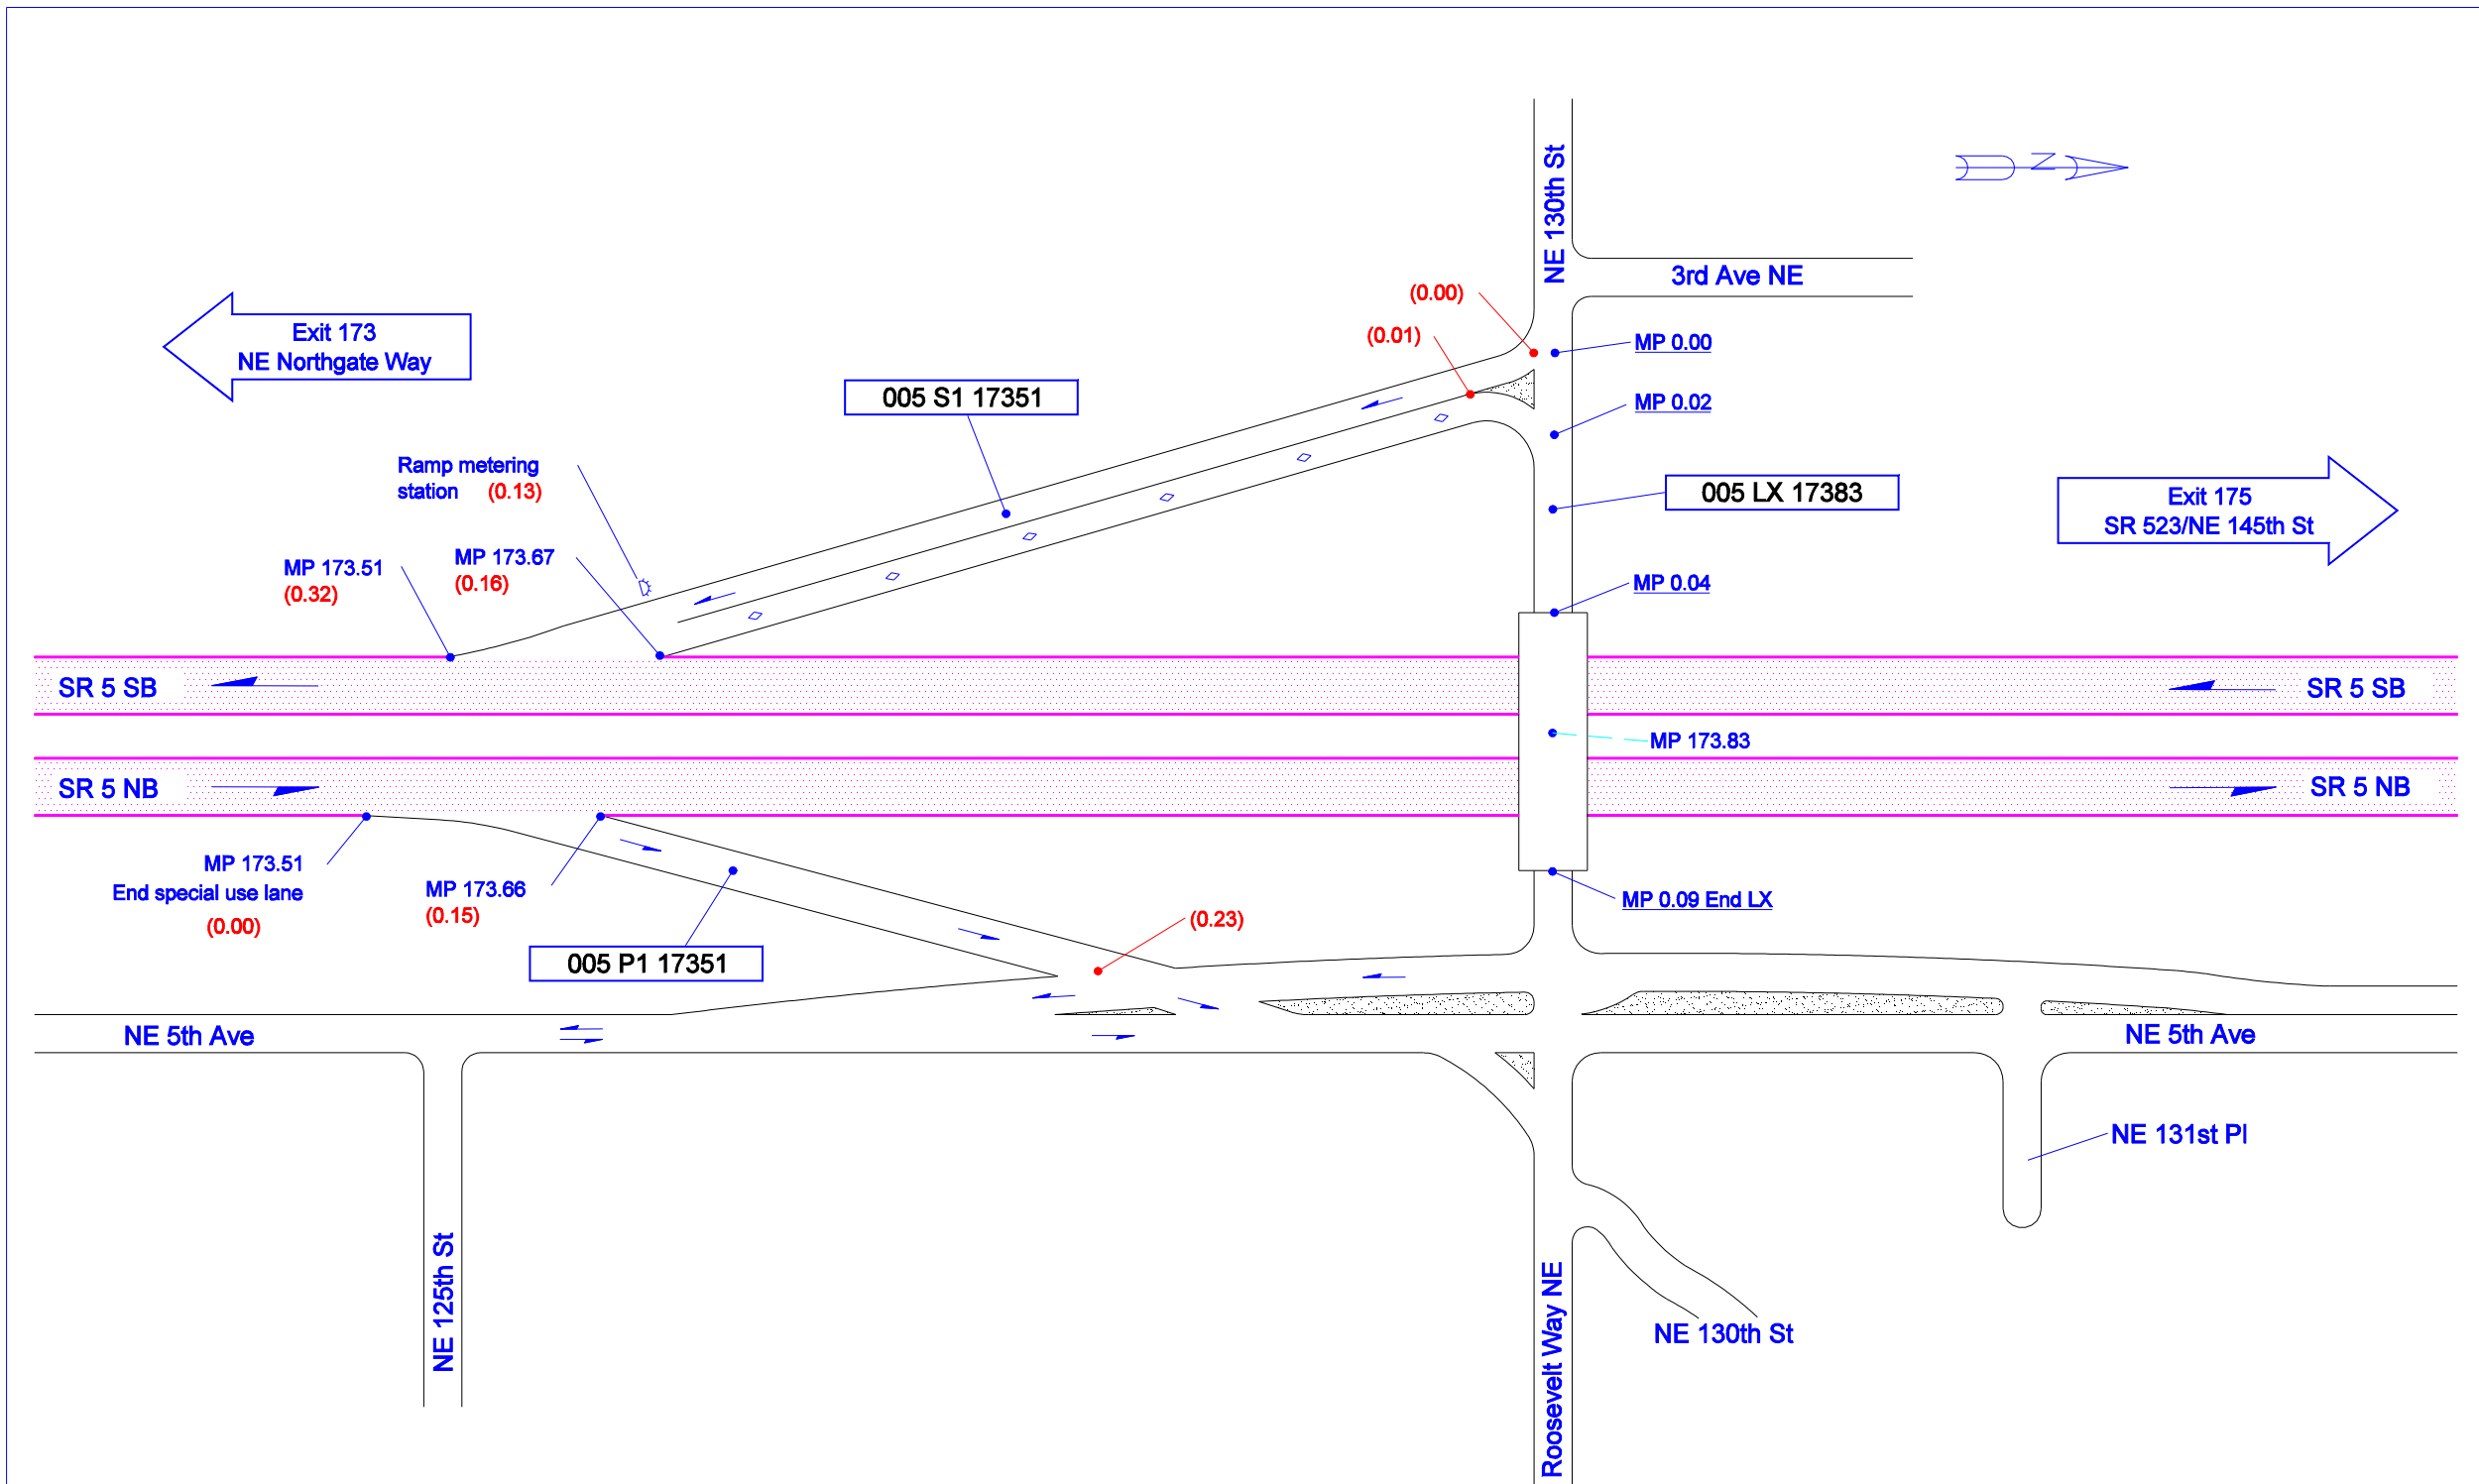 NE 130th St
N
3rd Ave NE
(0.00)
(0.01)
MP 0.00
MP 0.02
Exit 173
NE Northgate Way
005 S1 17351
Ramp metering
station (0.13)
005 LX 17383
Exit 175
SR 523/NE 145th St
MP 173.51
(0.32)
MP 173.67
(0.16)
MP 0.04
SR 5 SB
SR 5 SB
MP 173.83
SR 5 NB
SR 5 NB
MP 173.51
End special use lane
(0.00)
MP 173.66
(0.15)
MP 0.09 End LX
(0.23)
005 P1 17351
NE 5th Ave
NE 5th Ave
NE 131st Pl
NE 125th St
Roosevelt Way NE
NE 130th St